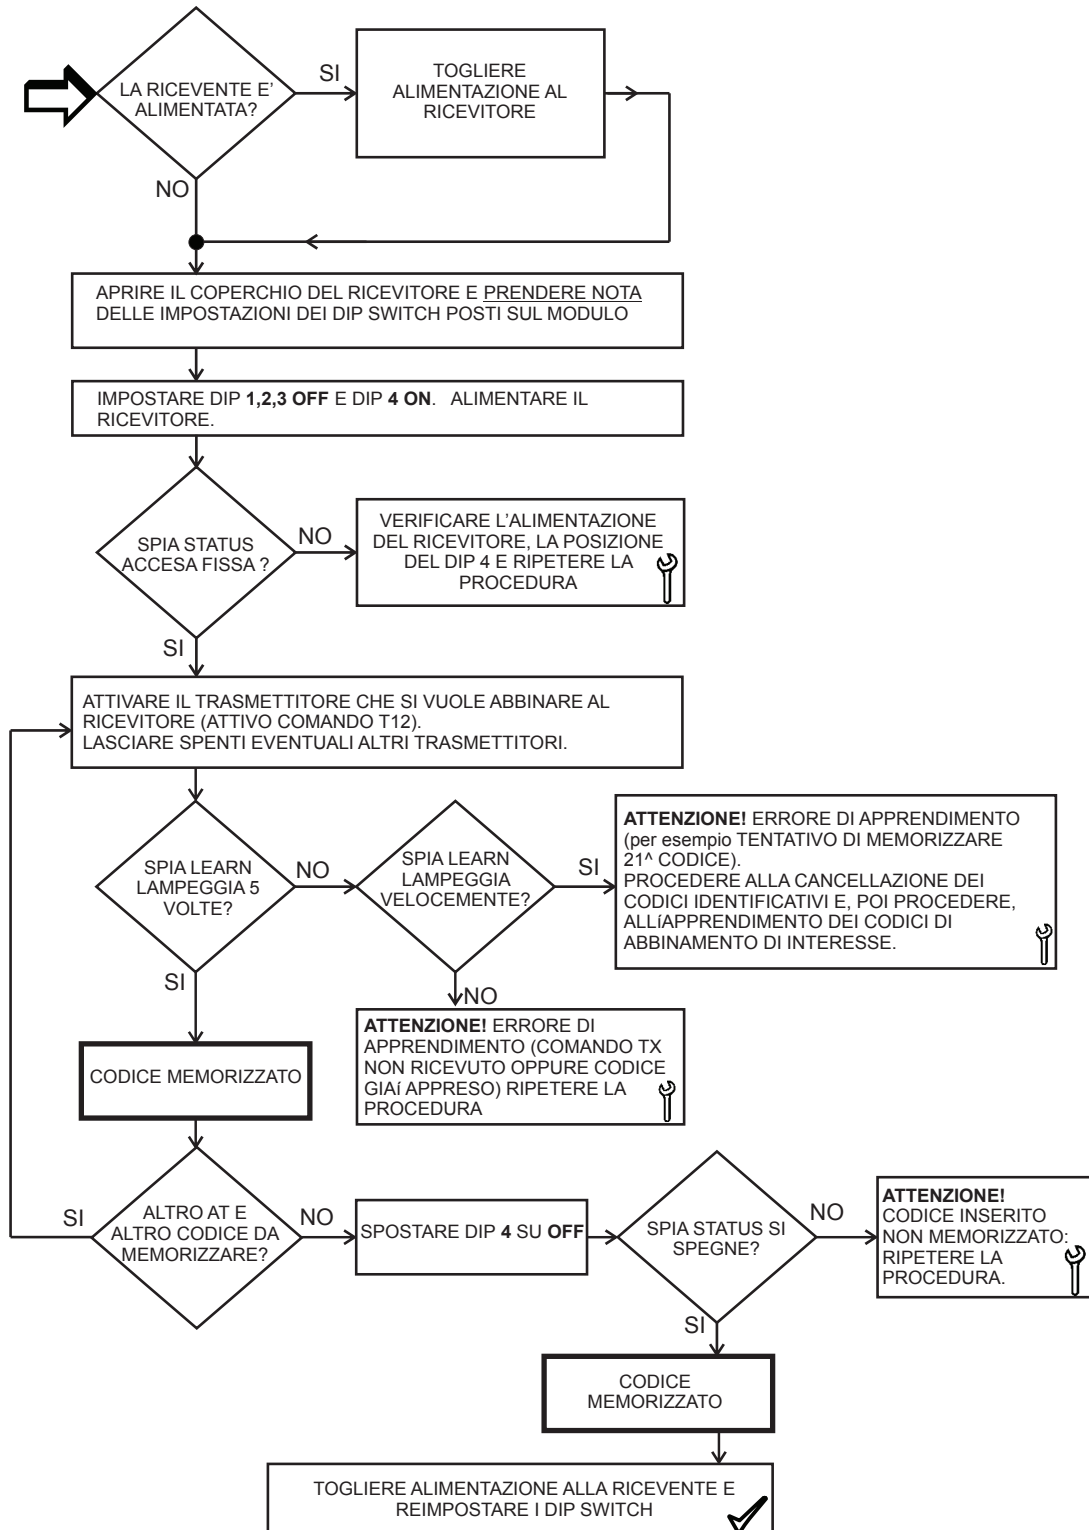 LA RICEVENTE E'
ALIMENTATA?
SI
TOGLIERE
ALIMENTAZIONE AL
RICEVITORE
NO
APRIRE IL COPERCHIO DEL RICEVITORE E PRENDERE NOTA
DELLE IMPOSTAZIONI DEI DIP SWITCH POSTI SUL MODULO
IMPOSTARE DIP 1,2,3 OFF E DIP 4 ON. ALIMENTARE IL
RICEVITORE.
SPIA STATUS
ACCESA FISSA ?
NO
VERIFICARE L'ALIMENTAZIONE
DEL RICEVITORE, LA POSIZIONE
DEL DIP 4 E RIPETERE LA
PROCEDURA
SI
ATTIVARE IL TRASMETTITORE CHE SI VUOLE ABBINARE AL
RICEVITORE (ATTIVO COMANDO T12).
LASCIARE SPENTI EVENTUALI ALTRI TRASMETTITORI.
SPIA LEARN
LAMPEGGIA 5
VOLTE?
NO
SPIA LEARN
LAMPEGGIA
VELOCEMENTE?
SI
ATTENZIONE! ERRORE DI APPRENDIMENTO
(per esempio TENTATIVO DI MEMORIZZARE
21^ CODICE).
PROCEDERE ALLA CANCELLAZIONE DEI
CODICI IDENTIFICATIVI E, POI PROCEDERE,
ALLíAPPRENDIMENTO DEI CODICI DI
ABBINAMENTO DI INTERESSE.
SI
NO
ATTENZIONE! ERRORE DI
APPRENDIMENTO (COMANDO TX
NON RICEVUTO OPPURE CODICE
GIAí APPRESO) RIPETERE LA
PROCEDURA
CODICE MEMORIZZATO
SI
ALTRO AT E
ALTRO CODICE DA
MEMORIZZARE?
NO
SPOSTARE DIP 4 SU OFF
SPIA STATUS SI
SPEGNE?
NO
ATTENZIONE!
CODICE INSERITO
NON MEMORIZZATO:
RIPETERE LA
PROCEDURA.
SI
CODICE
MEMORIZZATO
TOGLIERE ALIMENTAZIONE ALLA RICEVENTE E
REIMPOSTARE I DIP SWITCH